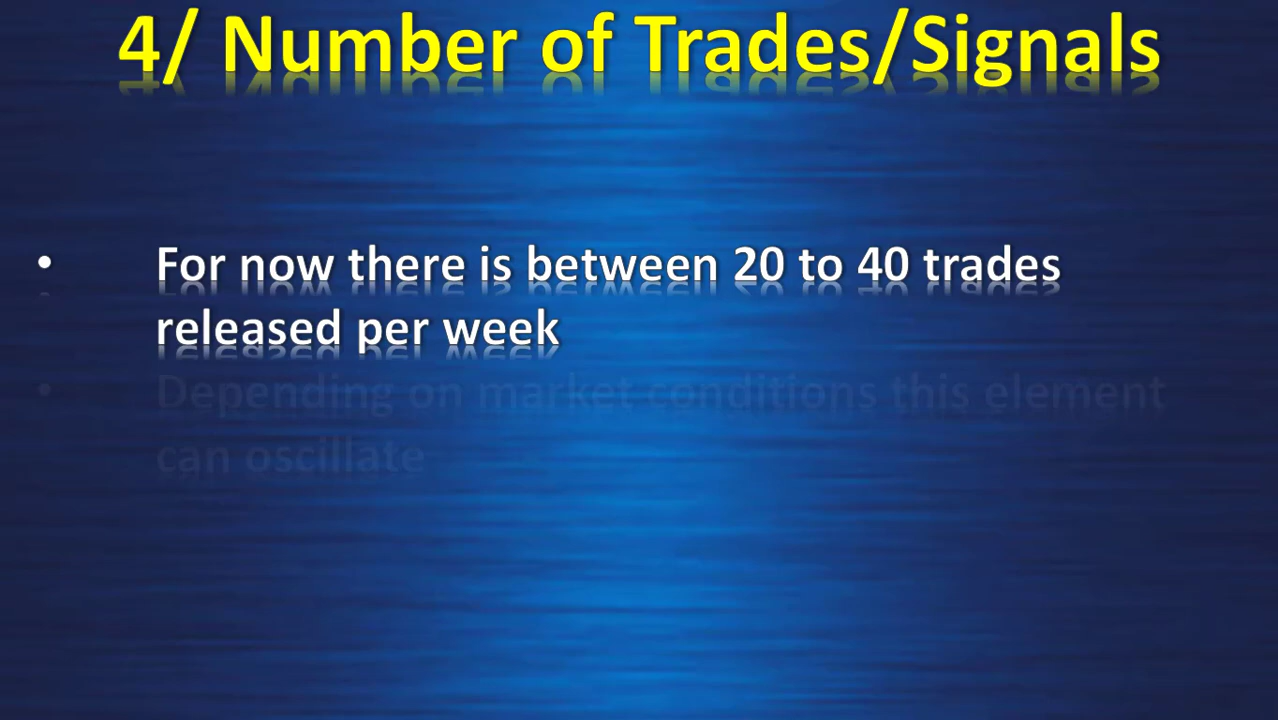 4/ Number of Trades/Signals
• For now there is between 20 to 40 trades
released per week
• Depending on market conditions this element
can oscillate